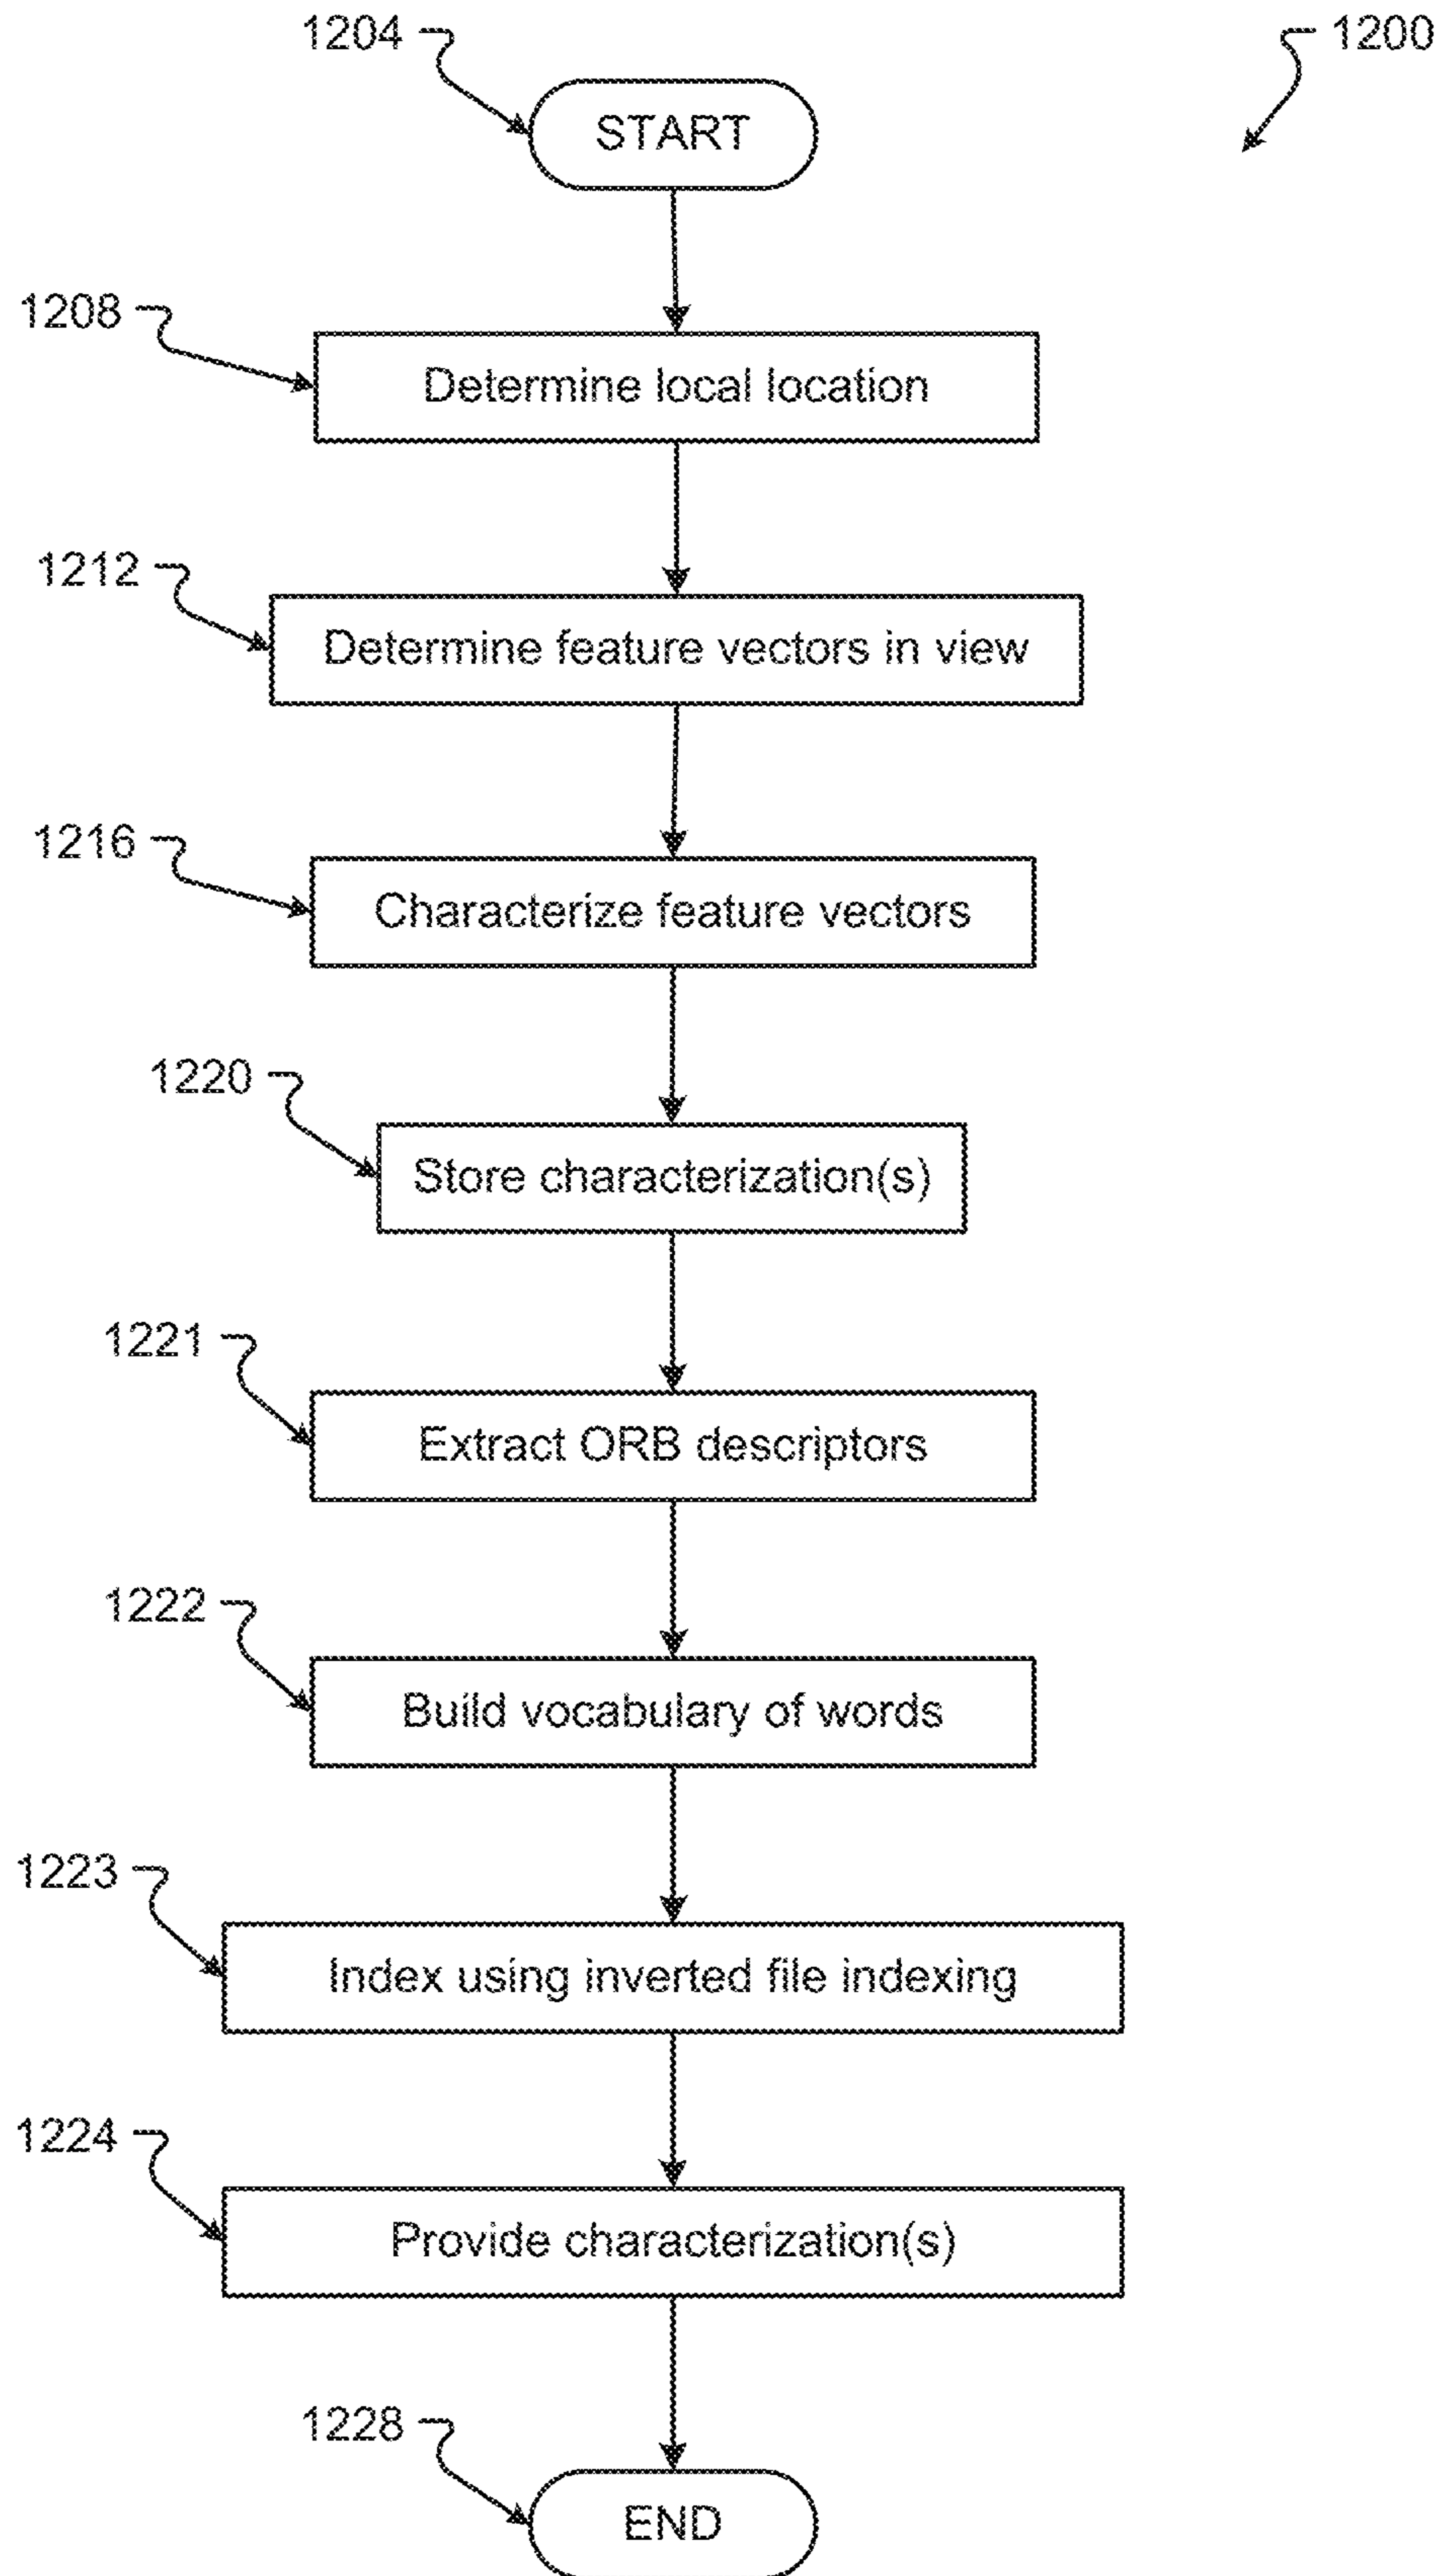 1204
1200
START
1208
Determine local location
1212
Determine feature vectors in view
1216
Characterize feature vectors
1220
Store characterization(s)
1221
Extract ORB descriptors
1222
Build vocabulary of words
1223
Index using inverted file indexing
1224
Provide characterization(s)
1228
END